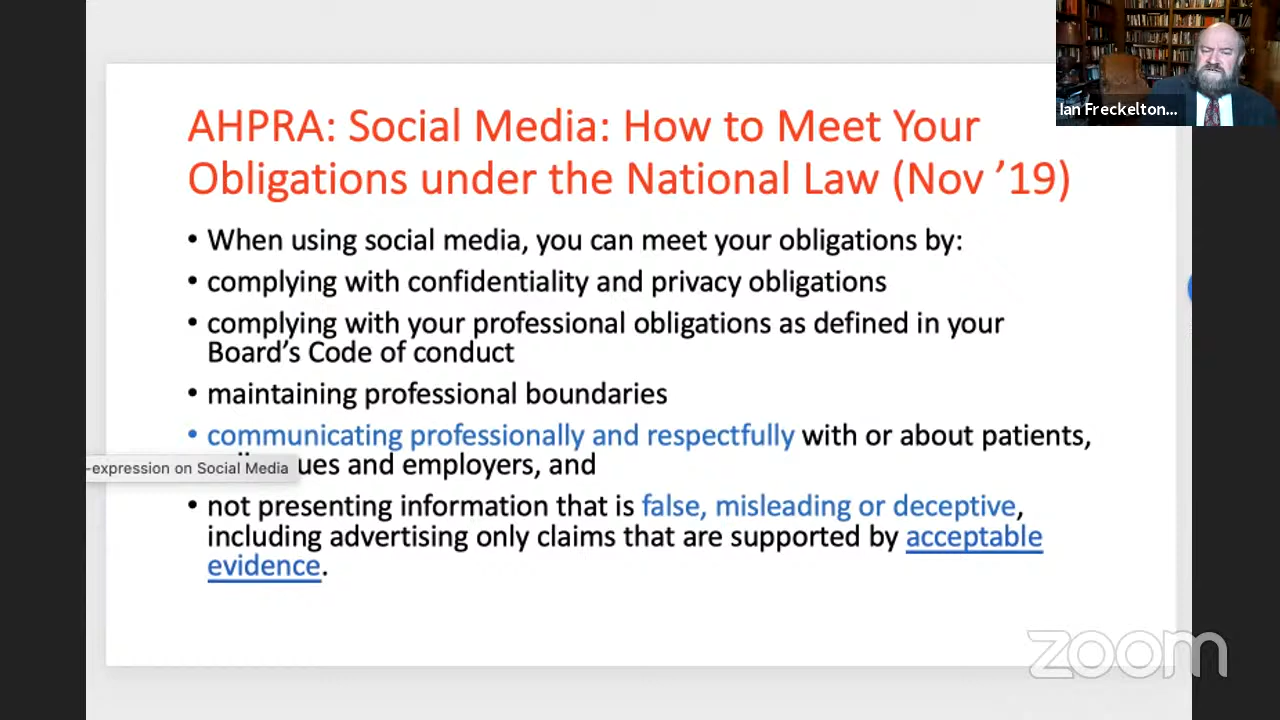 Ian Freckelton...
AHPRA: Social Media: How to Meet Your
Obligations under the National Law (Nov ’19)
• When using social media, you can meet your obligations by:
• complying with confidentiality and privacy obligations
• complying with your professional obligations as defined in your
Board’s Code of conduct
• maintaining professional boundaries
• communicating professionally and respectfully with or about patients,
-expression on Social Media
and employers, and
• not presenting information that is false, misleading or deceptive,
including advertising only claims that are supported by acceptable
evidence.
zoom